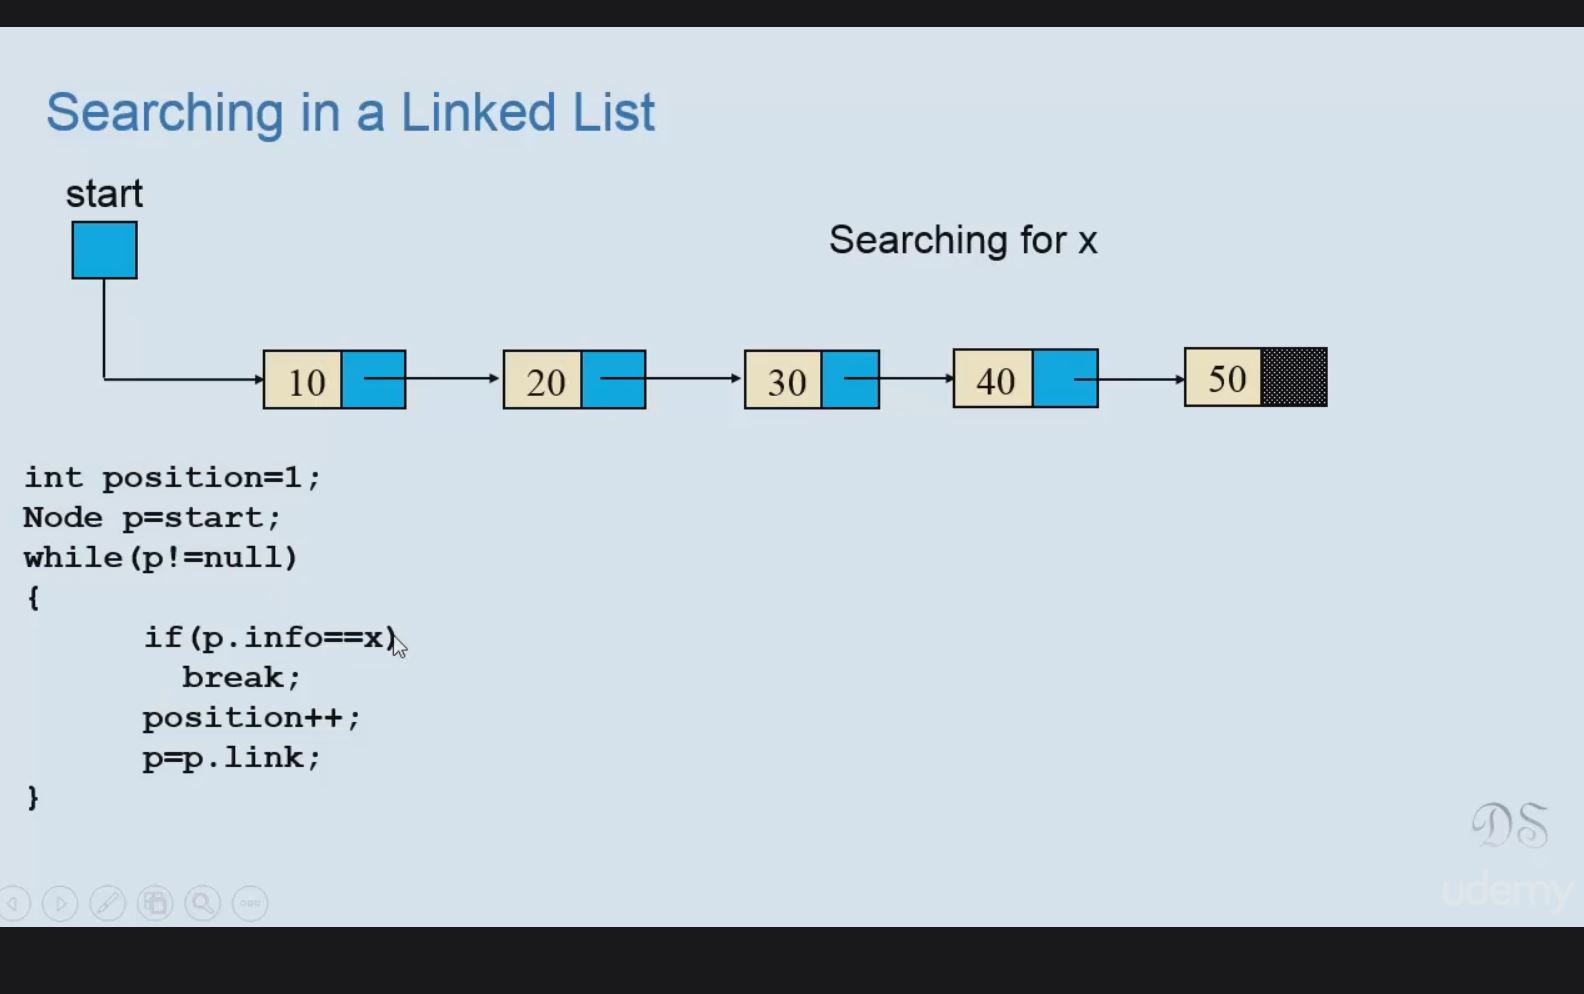 Searching in a Linked List
start
Searching for x
10 20 30 40 50
int position=1;
Node p=start;
while(p!=null)
{
if(p.info==x)
break;
position++;
p=p.link;
}
DS
udemy